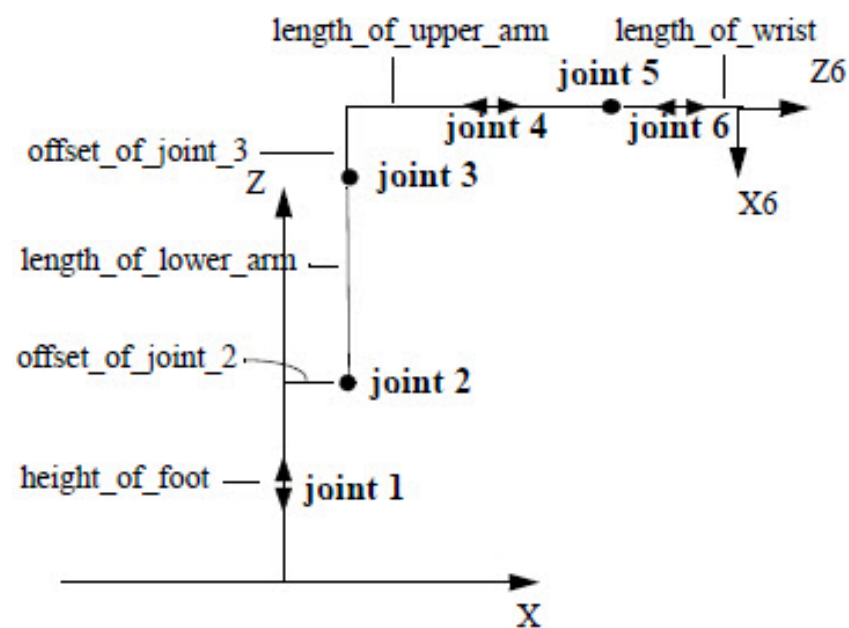 length_of_upper_arm length_of_wrist
joint 5 Z6
joint 4 joint 6
offset_of_joint_3
Z joint 3
X6
length_of_lower_arm
offset_of_joint_2
joint 2
height_of_foot
joint 1
X